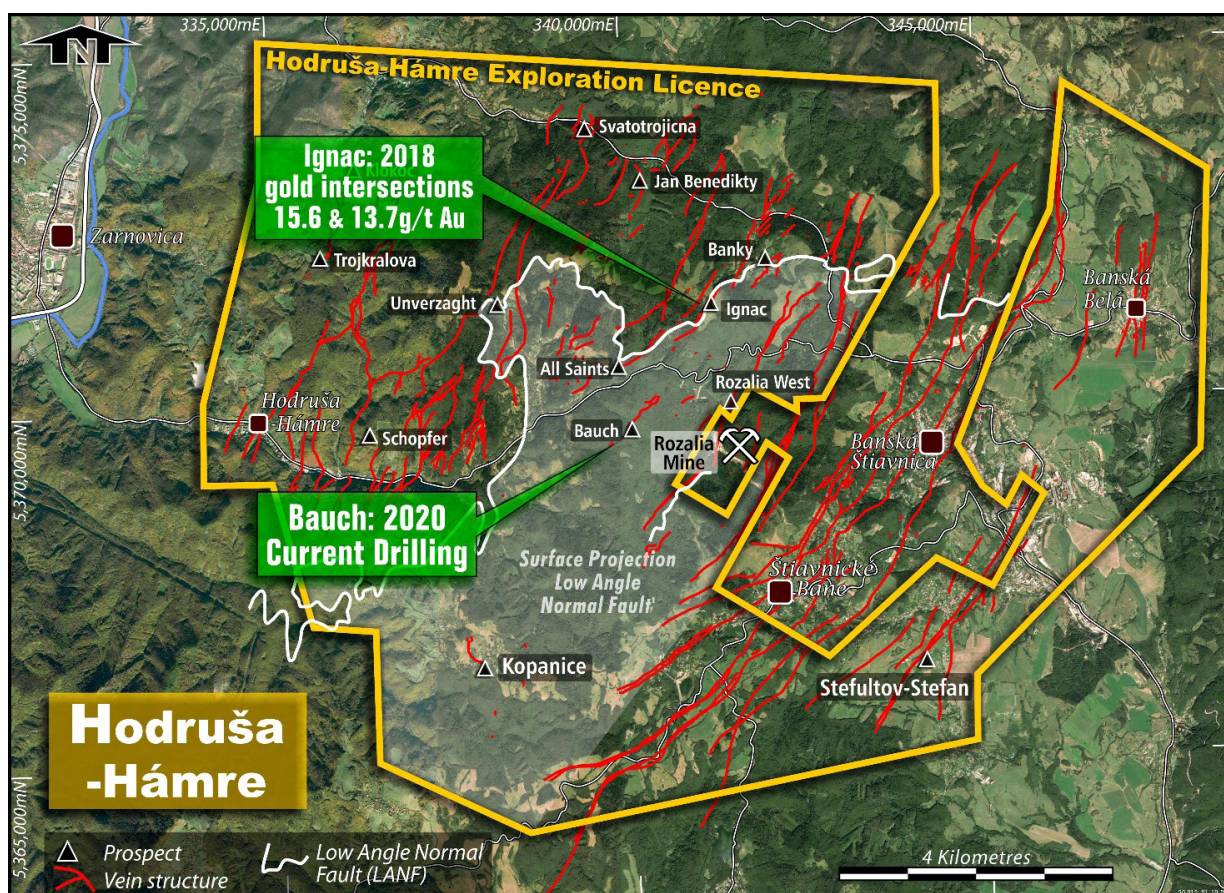 335,000mE
340,000mE
345,000mE
N
5,375,000mN
Hodruša-Hámre Exploration Licence
Svatotrojicna
Ignac: 2018
gold intersections
15.6 & 13.7g/t Au
Klokoc
Jan Benedikty
Zarnovica
Trojkralova
Banky
Unverzaght
Ignac
Banská
Belá
All Saints
Rozalia West
Hodruša
Hámre
Schopfer
Bauch
Rozalia
Mine
Banská
Štiavnica
5,370,000mN
Bauch: 2020
Current Drilling
Surface Projection
Low Angle
Normal Fault
Štiavnické
Bane
Kopanice
Stefultov-Stefan
Hodruša
-Hámre
5,365,000mN
Prospect
Vein structure
Low Angle Normal
Fault (LANF)
4 Kilometres